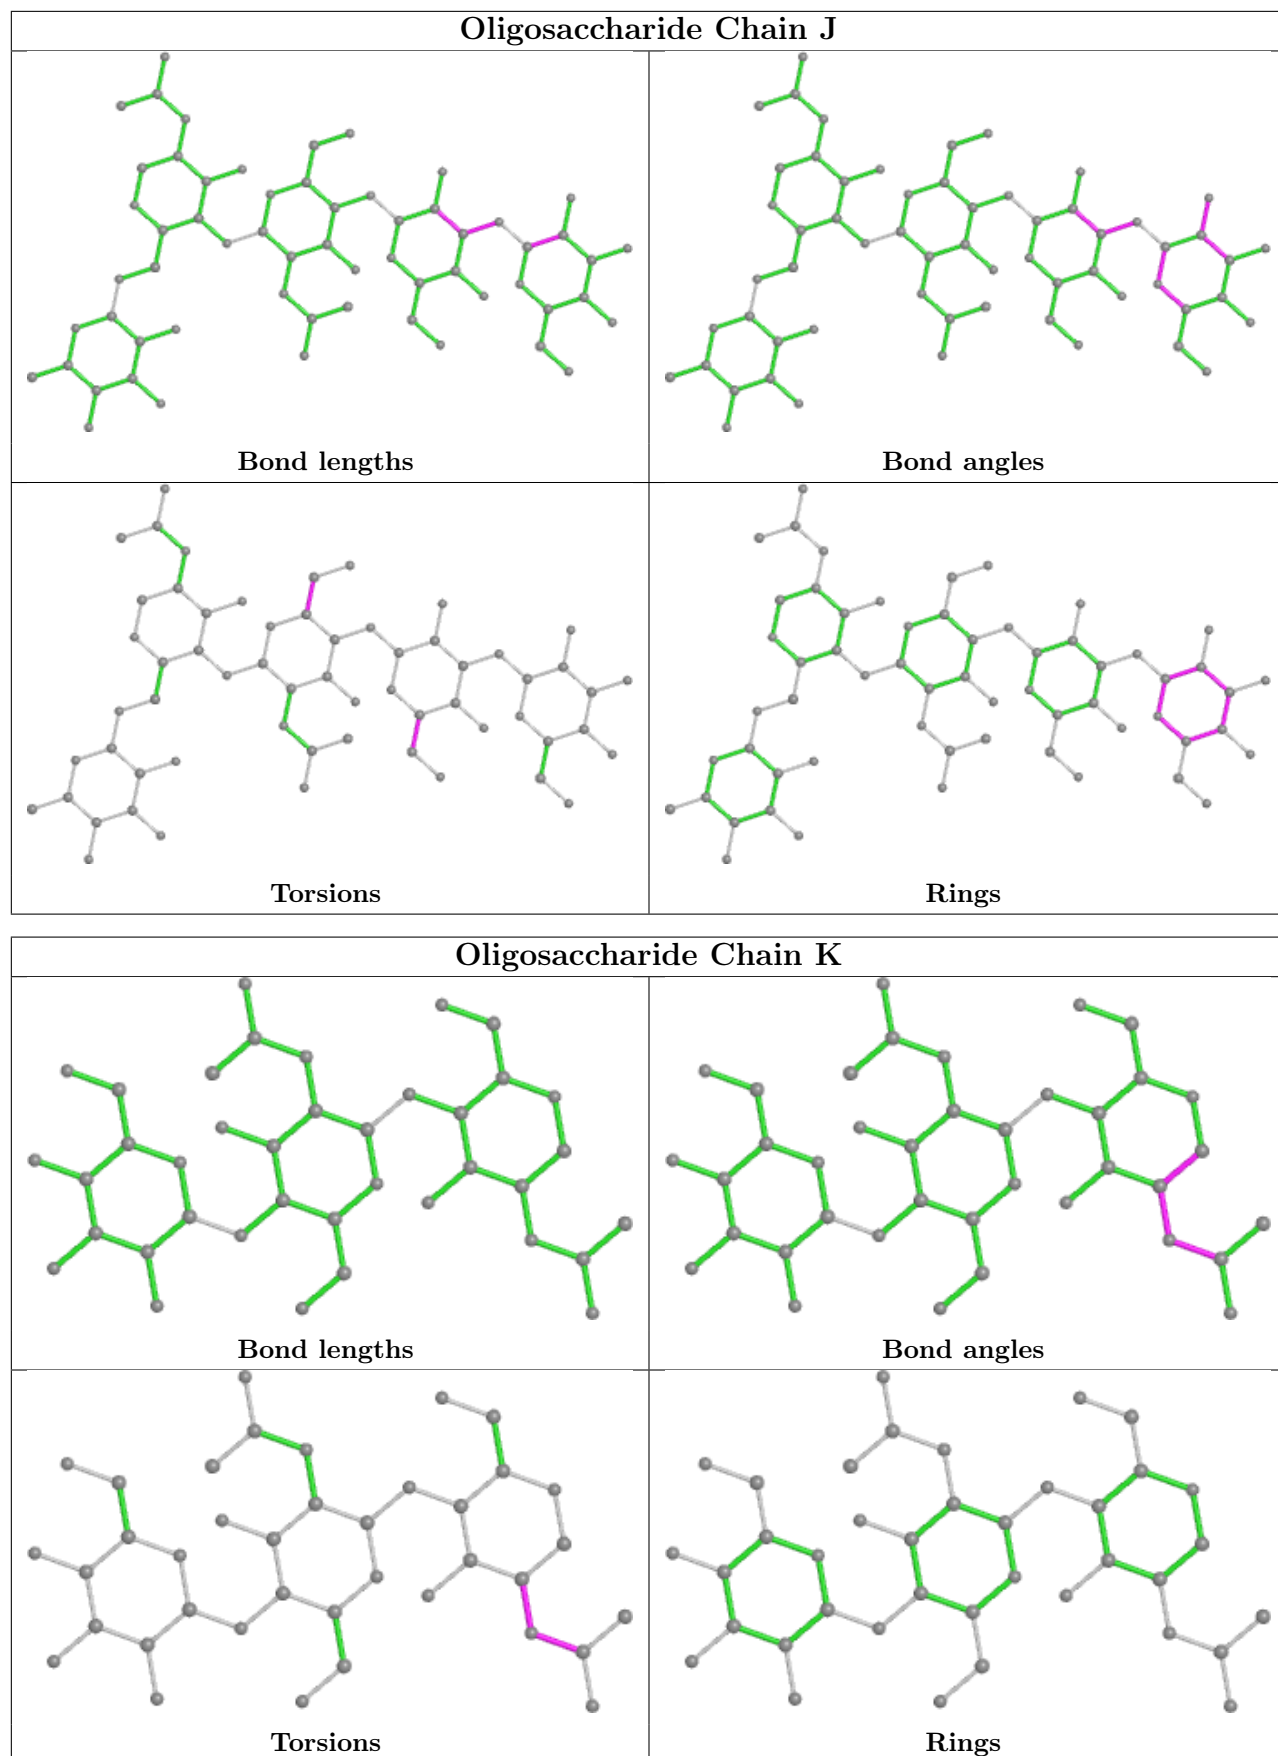 Oligosaccharide Chain J
Bond lengths
Bond angles
Torsions
Rings
Oligosaccharide Chain K
Bond lengths
Bond angles
Torsions
Rings